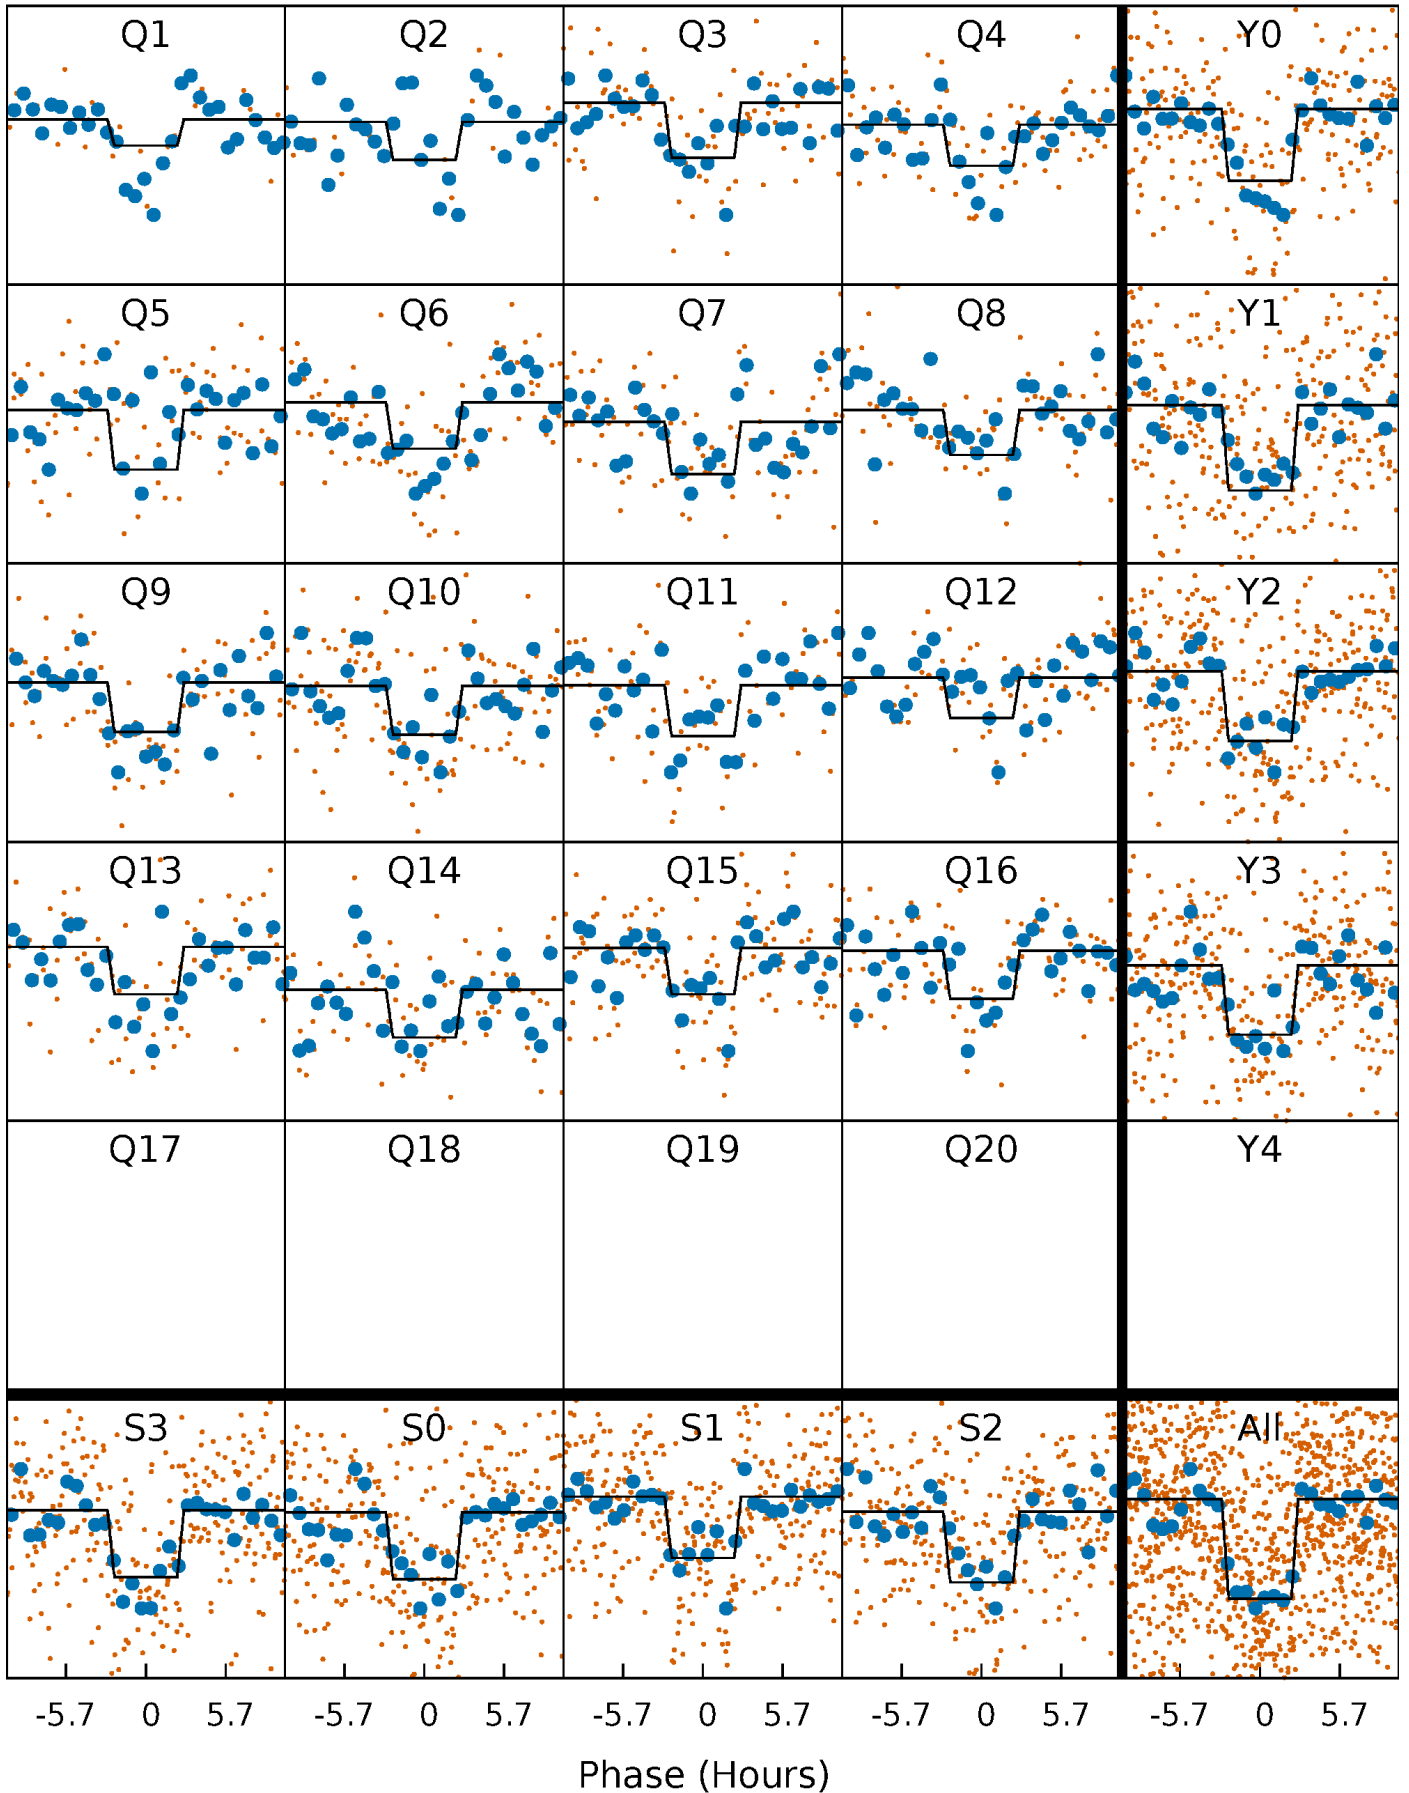 Q1 Q2 Q3 Q4 Y0
Q5 Q6 Q7 Q8 Y1
Q9 Q10 Q11 Q12 Y2
Q13 Q14 Q15 Q16 Y3
Q17 Q18 Q19 Q20 Y4
S3 S0 S1 S2 All
-5.7 0 5.7 -5.7 0 5.7 -5.7 0 5.7 -5.7 0 5.7 -5.7 0 5.7
Phase (Hours)